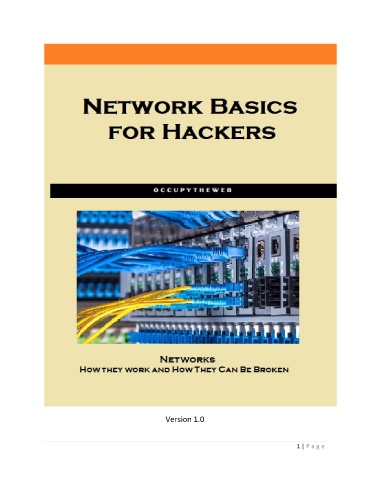 NETWORK BASICS
FOR HACKERS
OCCUPYTHEWEB
NETWORKS
HOW THEY WORK AND HOW THEY CAN BE BROKEN
Version 1.0
1 | Page